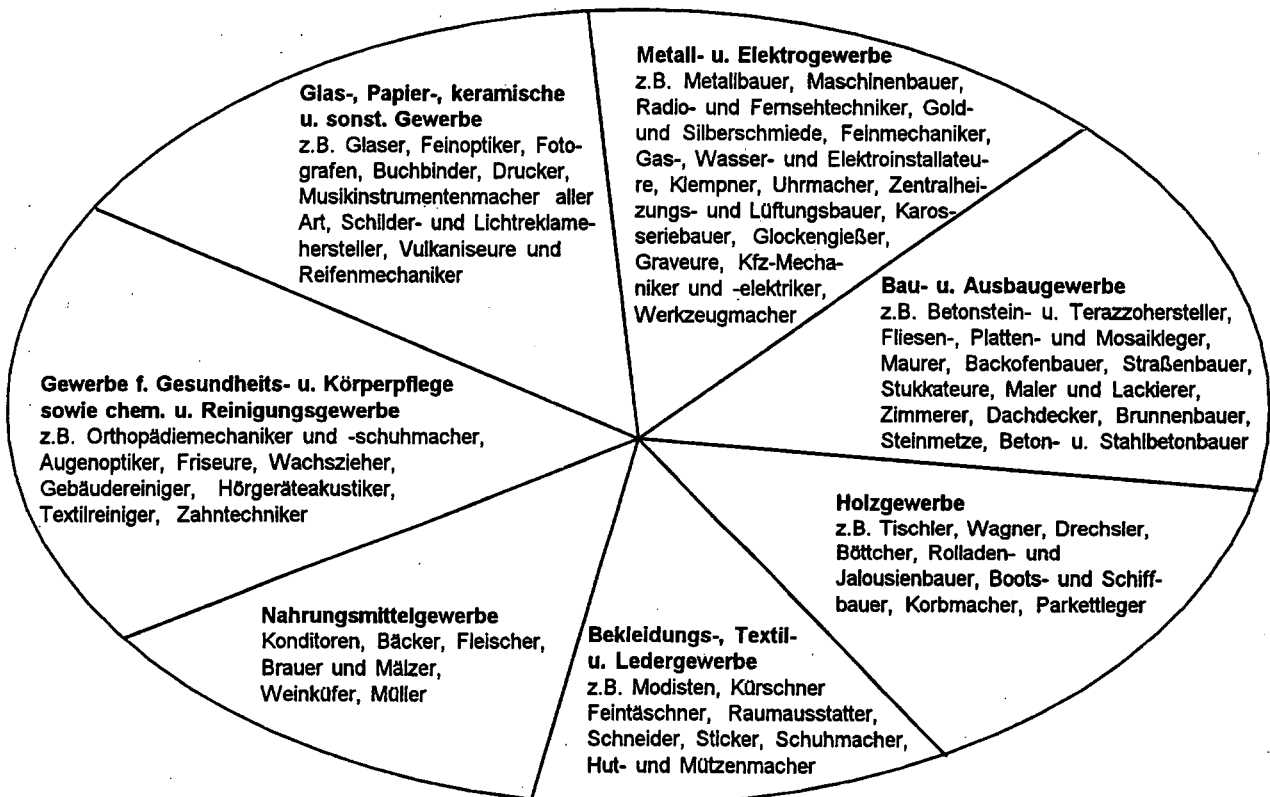 Metall- u. Elektrogewerbe
z.B. Metallbauer, Maschinenbauer,
Radio- und Fernsehtechniker, Gold-
und Silberschmiede, Feinmechaniker,
Gas-, Wasser- und Elektroinstallateu-
re, Klempner, Uhrmacher, Zentralhei-
zungs- und Lüftungsbauer, Karos-
seriebauer, Glockengießer,
Graveure, Kfz-Mecha-
niker und -elektriker,
Werkzeugmacher
Bau- u. Ausbaugewerbe
z.B. Betonstein- u. Terazzohersteller,
Fliesen-, Platten- und Mosaikleger,
Maurer, Backofenbauer, Straßenbauer,
Stukkateure, Maler und Lackierer,
Zimmerer, Dachdecker, Brunnenbauer,
Steinmetze, Beton- u. Stahlbetonbauer
Holzgewerbe
z.B. Tischler, Wagner, Drechsler,
Böttcher, Rolladen- und
Jalousienbauer, Boots- und Schiff-
bauer, Korbmacher, Parkettleger
Bekleidungs-, Textil-
u. Ledergewerbe
z.B. Modisten, Kürschner
Feintäschner, Raumausstatter,
Schneider, Sticker, Schuhmacher,
Hut- und Mützenmacher
Nahrungsmittelgewerbe
Konditoren, Bäcker, Fleischer,
Brauer und Mälzer,
Weinküfer, Müller
Gewerbe f. Gesundheits- u. Körperpflege
sowie chem. u. Reinigungsgewerbe
z.B. Orthopädiemechaniker und -schuhmacher,
Augenoptiker, Friseure, Wachszieher,
Gebäudereiniger, Hörgeräteakustiker,
Textilreiniger, Zahntechniker
Glas-, Papier-, keramische
u. sonst. Gewerbe
z.B. Glaser, Feinoptiker, Foto-
grafen, Buchbinder, Drucker,
Musikinstrumentenmacher aller
Art, Schilder- und Lichtreklame-
hersteller, Vulkaniseure und
Reifenmechaniker